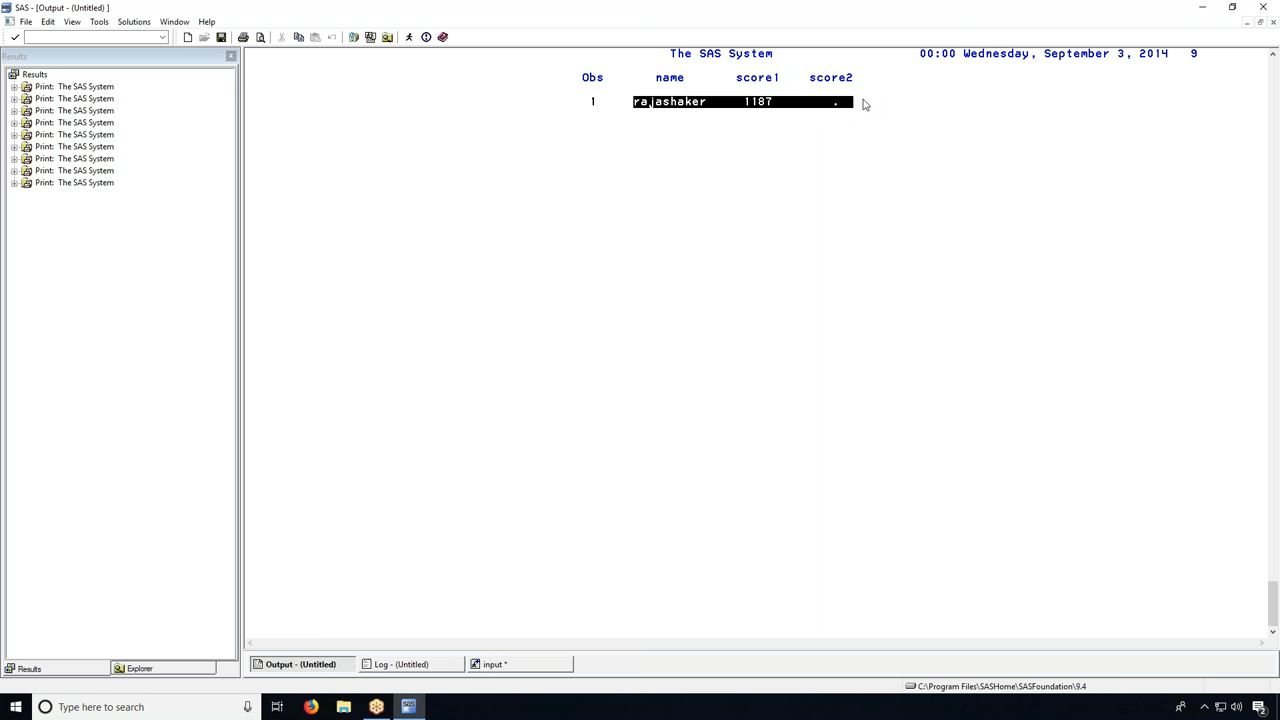 SAS - [Output - (Untitled) ]
File Edit View Tools Solutions Window Help
Results
Results
Print: The SAS System
Print: The SAS System
Print: The SAS System
Print: The SAS System
Print: The SAS System
Print: The SAS System
Print: The SAS System
Print: The SAS System
Print: The SAS System
The SAS System 00:00 Wednesday, September 3, 2014 9
Obs name score1 score2
1 rajashaker 1187 .
Results Explorer
Output - (Untitled) Log - (Untitled) input *
C:\Program Files\SASHome\SASFoundation\9.4
Type here to search
SAS
2